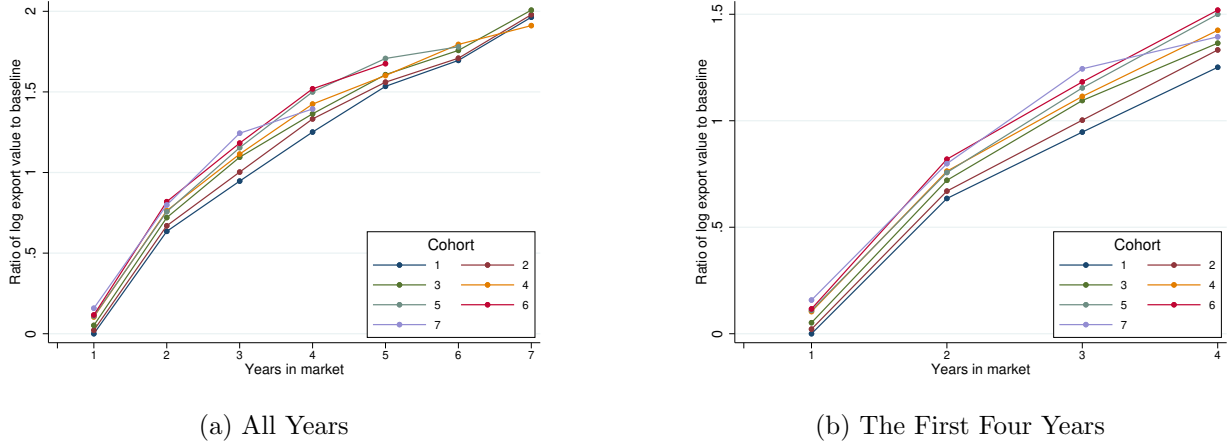 Ratio of log export value to baseline
2
1.5
1
.5
0
1 2 3 4 5 6 7
Years in market
Cohort
1 2
3 4
5 6
7
(a) All Years
Ratio of log export value to baseline
1.5
1
.5
0
1 2 3 4
Years in market
Cohort
1 2
3 4
5 6
7
(b) The First Four Years